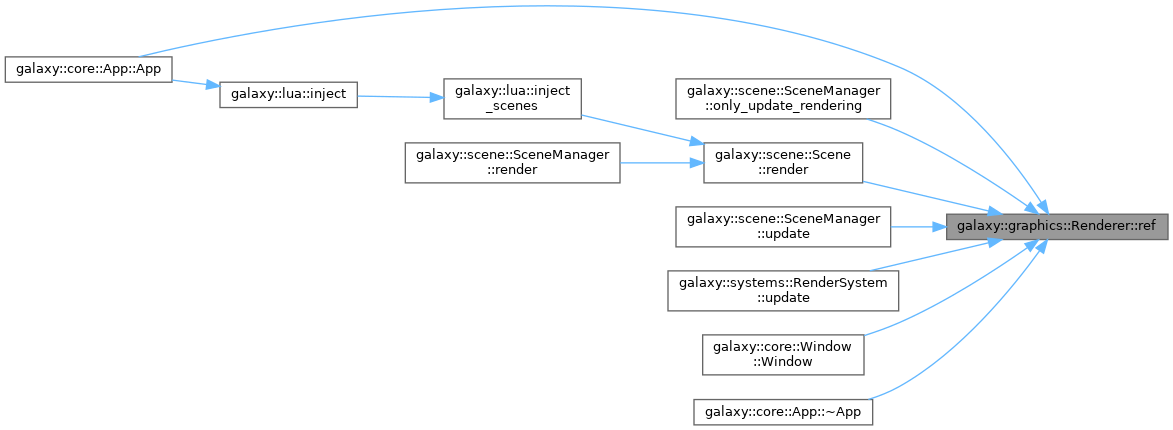 galaxy::core::App::App
galaxy::lua::inject
galaxy::lua::inject
_scenes
galaxy::scene::SceneManager
::render
galaxy::scene::SceneManager
::only_update_rendering
galaxy::scene::Scene
::render
galaxy::scene::SceneManager
::update
galaxy::systems::RenderSystem
::update
galaxy::core::Window
::Window
galaxy::core::App::~App
galaxy::graphics::Renderer::ref